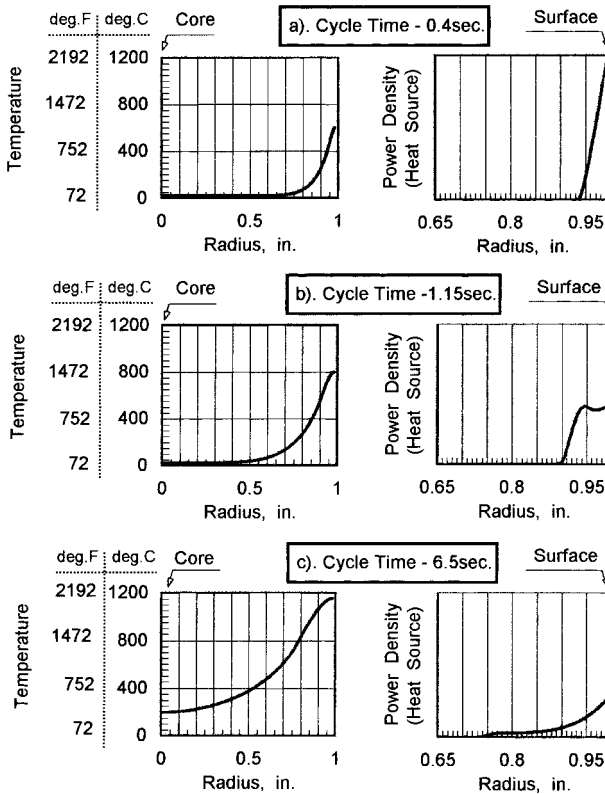 a). Cycle Time - 0.4sec.
deg.F deg.C Core
Surface
Temperature
2192 1200
1472 800
752 400
72 0
0 0.5 1
Radius, in.
Power Density
(Heat Source)
0.65 0.8 0.95
Radius, in.
b). Cycle Time -1.15sec.
deg.F deg.C Core
Surface
Temperature
2192 1200
1472 800
752 400
72 0
0 0.5 1
Radius, in.
Power Density
(Heat Source)
0.65 0.8 0.95
Radius, in.
c). Cycle Time - 6.5sec.
deg.F deg.C Core
Surface
Temperature
2192 1200
1472 800
752 400
72 0
0 0.5 1
Radius, in.
Power Density
(Heat Source)
0.65 0.8 0.95
Radius, in.